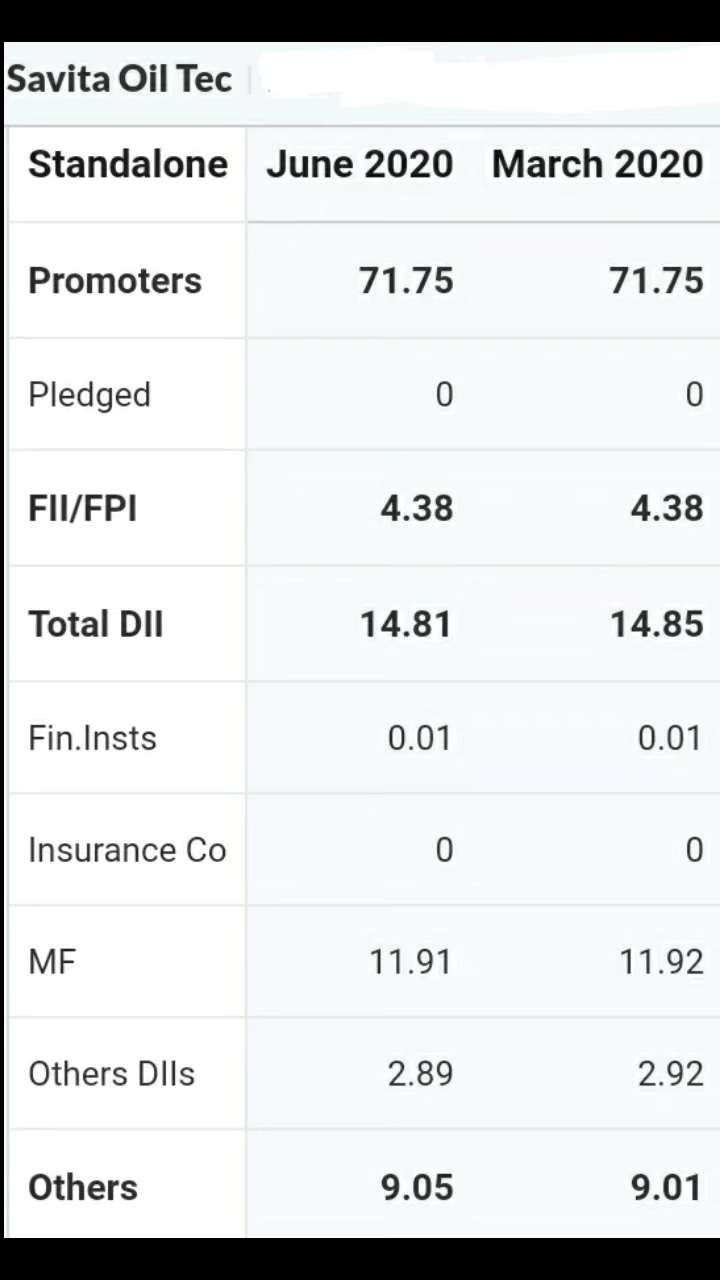 Savita Oil Tec
Standalone June 2020 March 2020
Promoters 71.75 71.75
Pledged 0 0
FII/FPI 4.38 4.38
Total DII 14.81 14.85
Fin.Insts 0.01 0.01
Insurance Co 0 0
MF 11.91 11.92
Others DIIs 2.89 2.92
Others 9.05 9.01